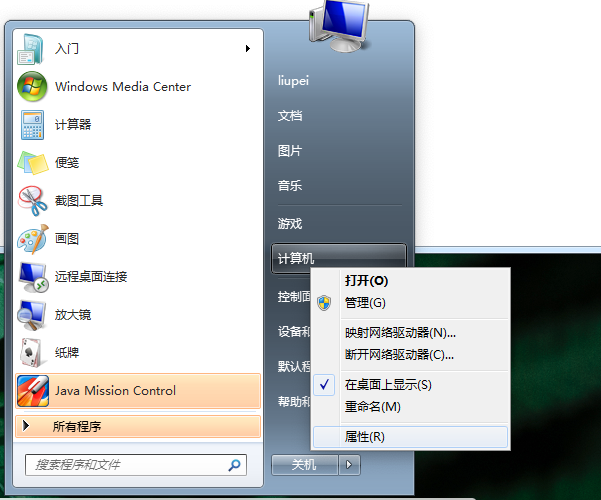 入门
Windows Media Center
计算器
便笺
截图工具
画图
远程桌面连接
放大镜
纸牌
Java Mission Control
所有程序
搜索程序和文件
liupei
文档
图片
音乐
游戏
计算机
控制面
设备和
默认程
帮助和
关机
打开(O)
管理(G)
映射网络驱动器(N)...
断开网络驱动器(C)...
在桌面上显示(S)
重命名(M)
属性(R)